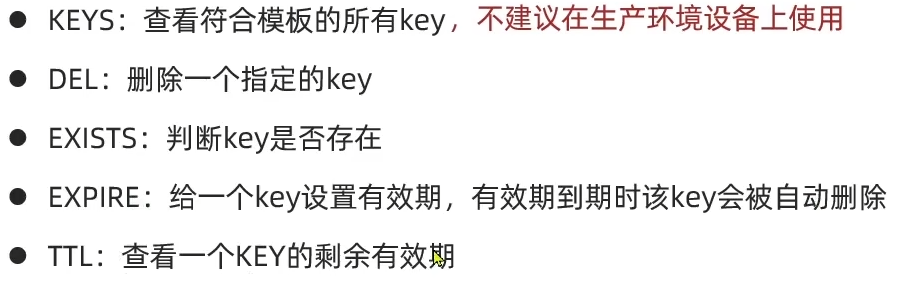 ● KEYS：查看符合模板的所有key，不建议在生产环境设备上使用
● DEL：删除一个指定的key
● EXISTS：判断key是否存在
● EXPIRE：给一个key设置有效期，有效期到期时该key会被自动删除
● TTL：查看一个KEY的剩余有效期